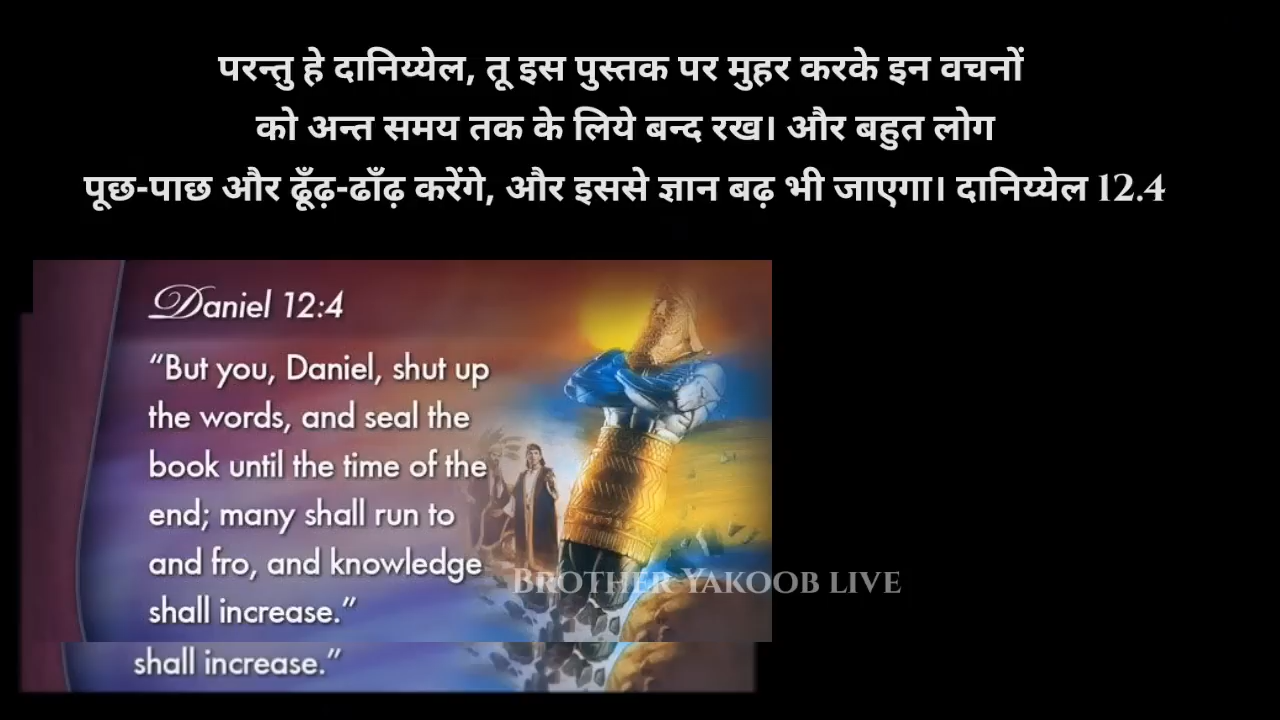 परन्तु हे दानिय्येल, तू इस पुस्तक पर मुहर करके इन वचनों
को अन्त समय तक के लिये बन्द रख। और बहुत लोग
पूछ-पाछ और ढूँढ़-ढाँढ़ करेंगे, और इससे ज्ञान बढ़ भी जाएगा। दानिय्येल 12.4
Daniel 12:4
“But you, Daniel, shut up
the words, and seal the
book until the time of the
end; many shall run to
and fro, and knowledge
Brother Yakoob live
shall increase.”
shall increase.”